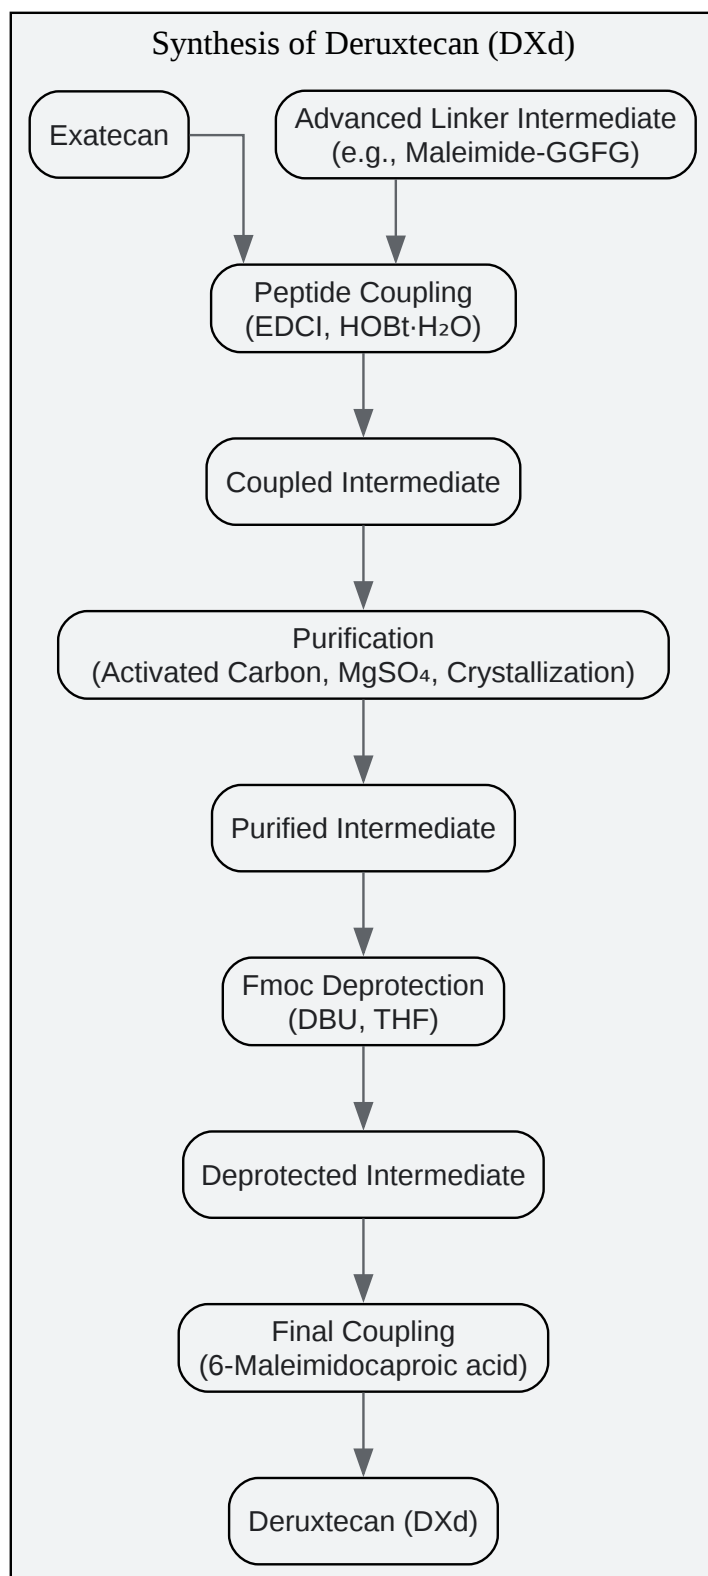 Synthesis of Deruxtecan (DXd)
Exatecan
Advanced Linker Intermediate
(e.g., Maleimide-GGFG)
Peptide Coupling
(EDCI, HOBt·H₂O)
Coupled Intermediate
Purification
(Activated Carbon, MgSO₄, Crystallization)
Purified Intermediate
Fmoc Deprotection
(DBU, THF)
Deprotected Intermediate
Final Coupling
(6-Maleimidocaproic acid)
Deruxtecan (DXd)